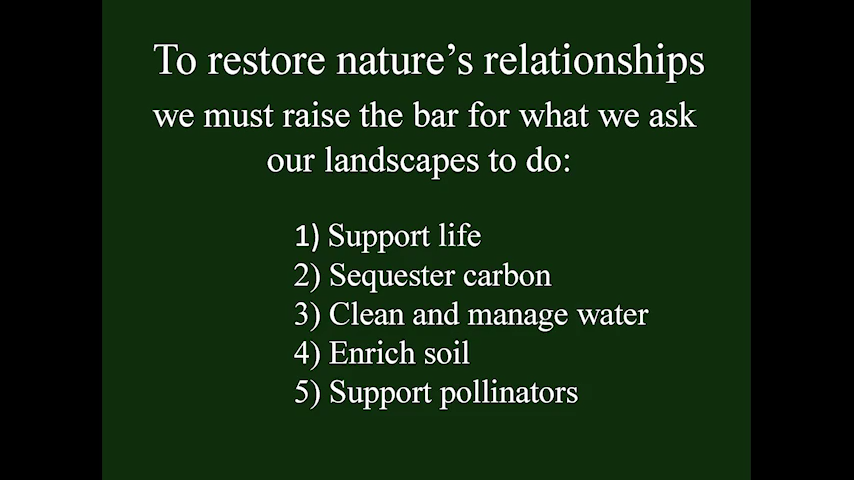 To restore nature’s relationships
we must raise the bar for what we ask
our landscapes to do:
1) Support life
2) Sequester carbon
3) Clean and manage water
4) Enrich soil
5) Support pollinators